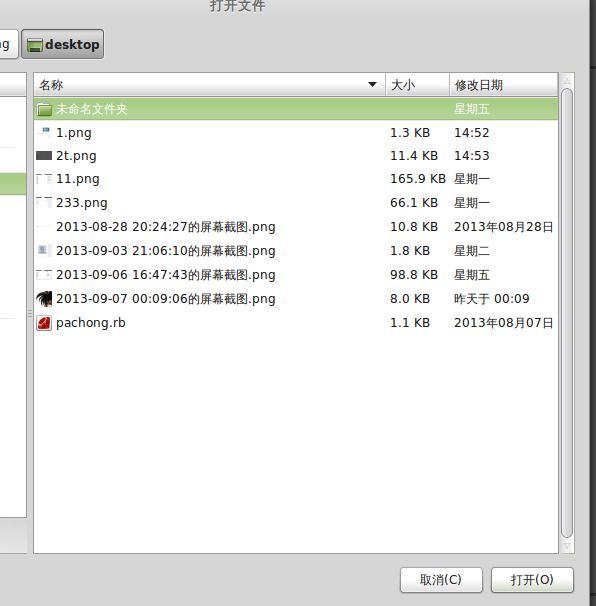 打开文件
desktop
名称 大小 修改日期
未命名文件夹 星期五
1.png 1.3 KB 14:52
2t.png 11.4 KB 14:53
11.png 165.9 KB 星期一
233.png 66.1 KB 星期一
2013-08-28 20:24:27的屏幕截图.png 10.8 KB 2013年08月28日
2013-09-03 21:06:10的屏幕截图.png 1.8 KB 星期二
2013-09-06 16:47:43的屏幕截图.png 98.8 KB 星期五
2013-09-07 00:09:06的屏幕截图.png 8.0 KB 昨天于 00:09
pachong.rb 1.1 KB 2013年08月07日
取消(C) 打开(O)